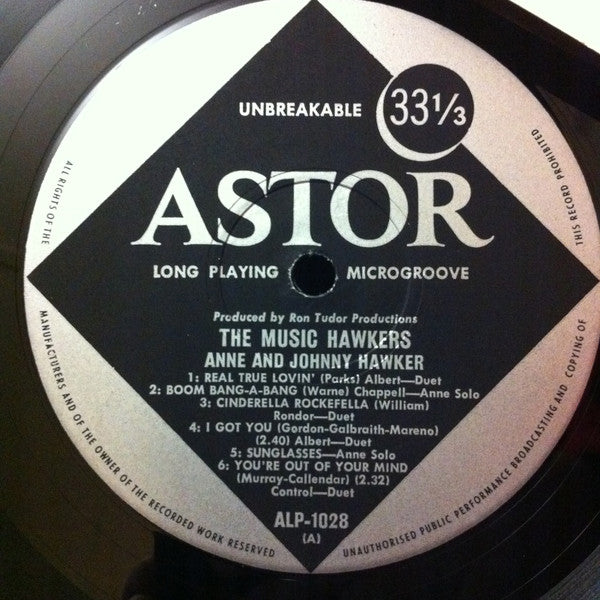 UNBREAKABLE
33 1/3
ASTOR
LONG PLAYING MICROGROOVE
Produced by Ron Tudor Productions
THE MUSIC HAWKERS
ANNE AND JOHNNY HAWKER
1: REAL TRUE LOVIN' (Parks) Albert—Duet
2: BOOM BANG-A-BANG (Warne) Chappell—Anne Solo
3: CINDERELLA ROCKEFELLA (William)
Rondor—Duet
4: I GOT YOU (Gordon-Galbraith-Mareno)
(2.40) Albert—Duet
5: SUNGLASSES—Anne Solo
6: YOU'RE OUT OF YOUR MIND
(Murray-Callendar) (2.32)
Control—Duet
ALP-1028
(A)
ALL RIGHTS OF THE
MANUFACTURERS AND OF THE OWNER OF THE RECORDED WORK RESERVED
UNAUTHORISED PUBLIC PERFORMANCE BROADCASTING AND COPYING OF
THIS RECORD PROHIBITED